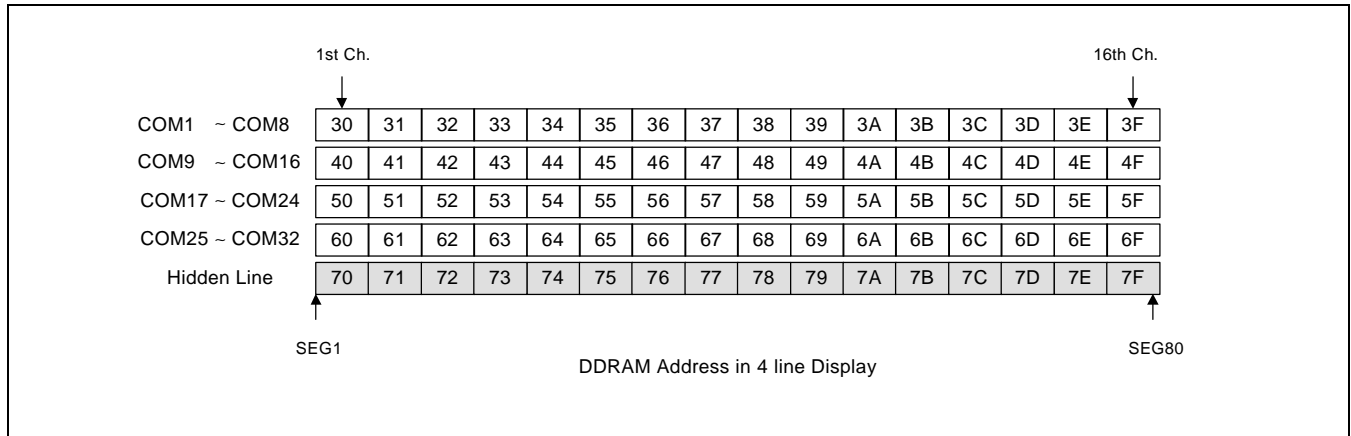 1st Ch. 16th Ch.
COM1 ~ COM8 30 31 32 33 34 35 36 37 38 39 3A 3B 3C 3D 3E 3F
COM9 ~ COM16 40 41 42 43 44 45 46 47 48 49 4A 4B 4C 4D 4E 4F
COM17 ~ COM24 50 51 52 53 54 55 56 57 58 59 5A 5B 5C 5D 5E 5F
COM25 ~ COM32 60 61 62 63 64 65 66 67 68 69 6A 6B 6C 6D 6E 6F
Hidden Line 70 71 72 73 74 75 76 77 78 79 7A 7B 7C 7D 7E 7F
SEG1 SEG80
DDRAM Address in 4 line Display